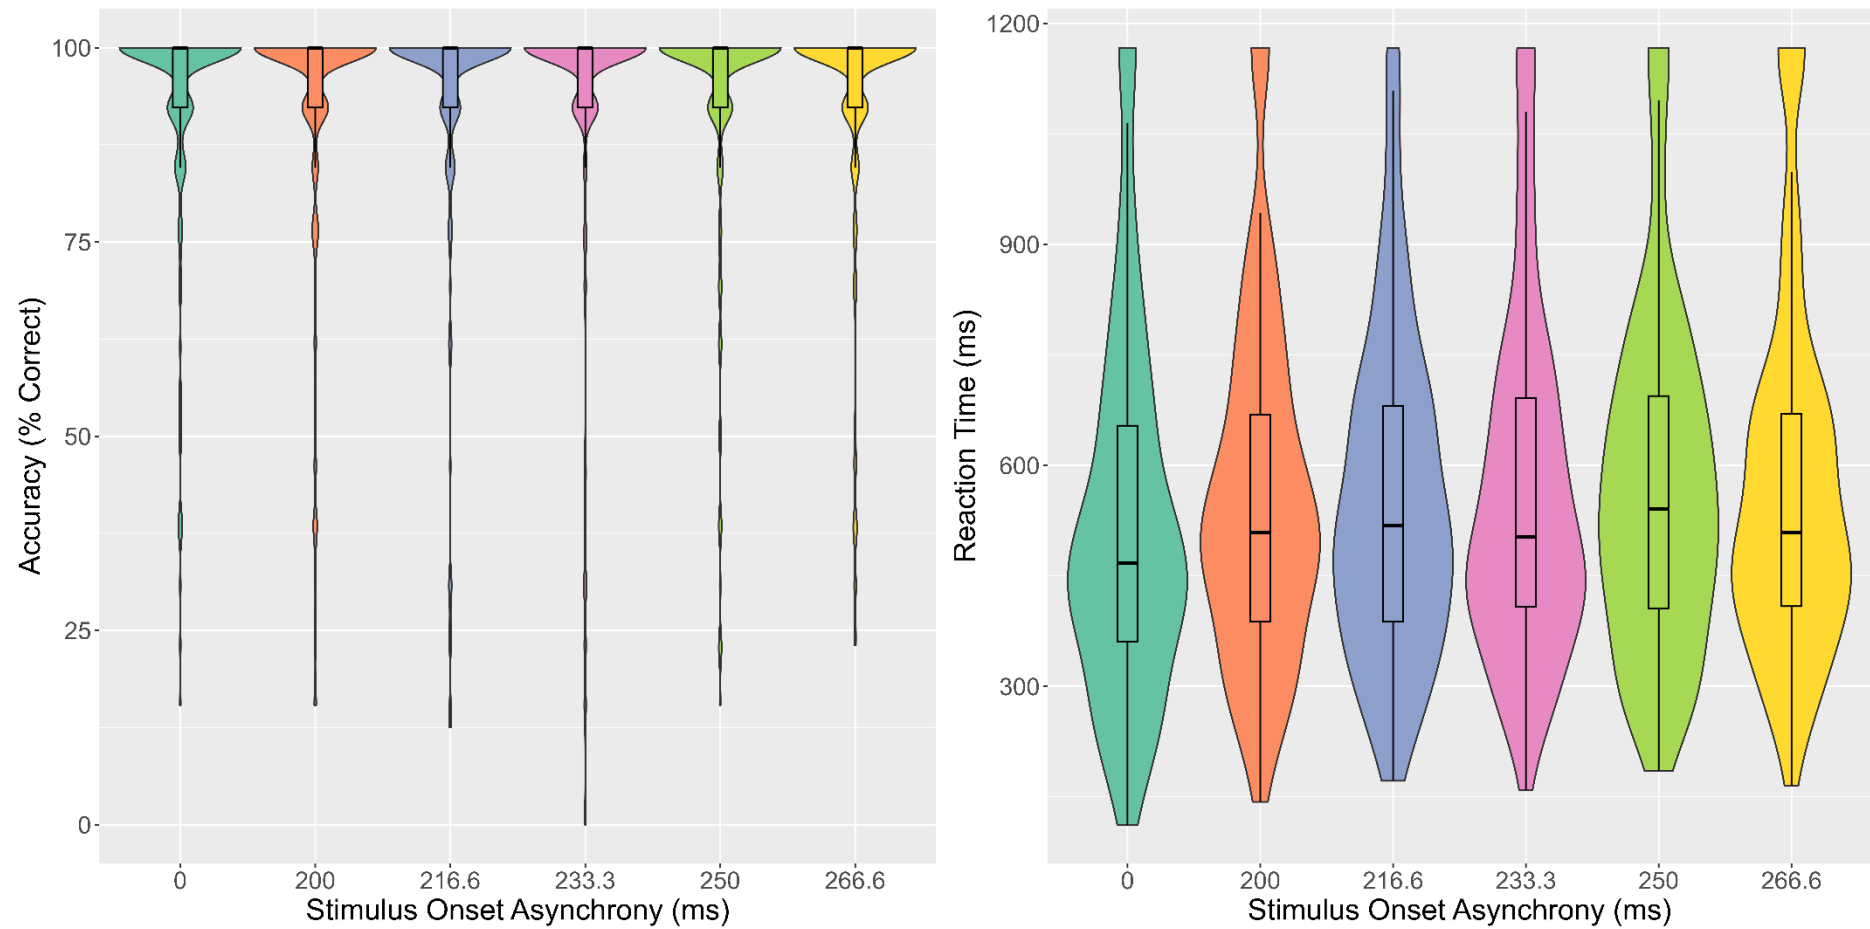 Accuracy (% Correct)
100
75
50
25
0
0 200 216.6 233.3 250 266.6
Stimulus Onset Asynchrony (ms)
Reaction Time (ms)
1200
900
600
300
0 200 216.6 233.3 250 266.6
Stimulus Onset Asynchrony (ms)